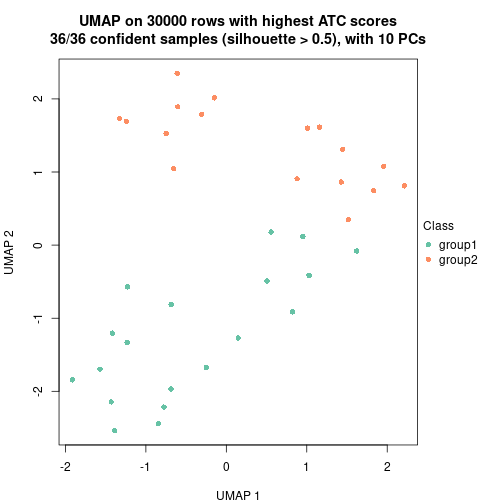 UMAP on 30000 rows with highest ATC scores
36/36 confident samples (silhouette > 0.5), with 10 PCs
2
1
0
-1
-2
UMAP 2
Class
group1
group2
-2 -1 0 1 2
UMAP 1